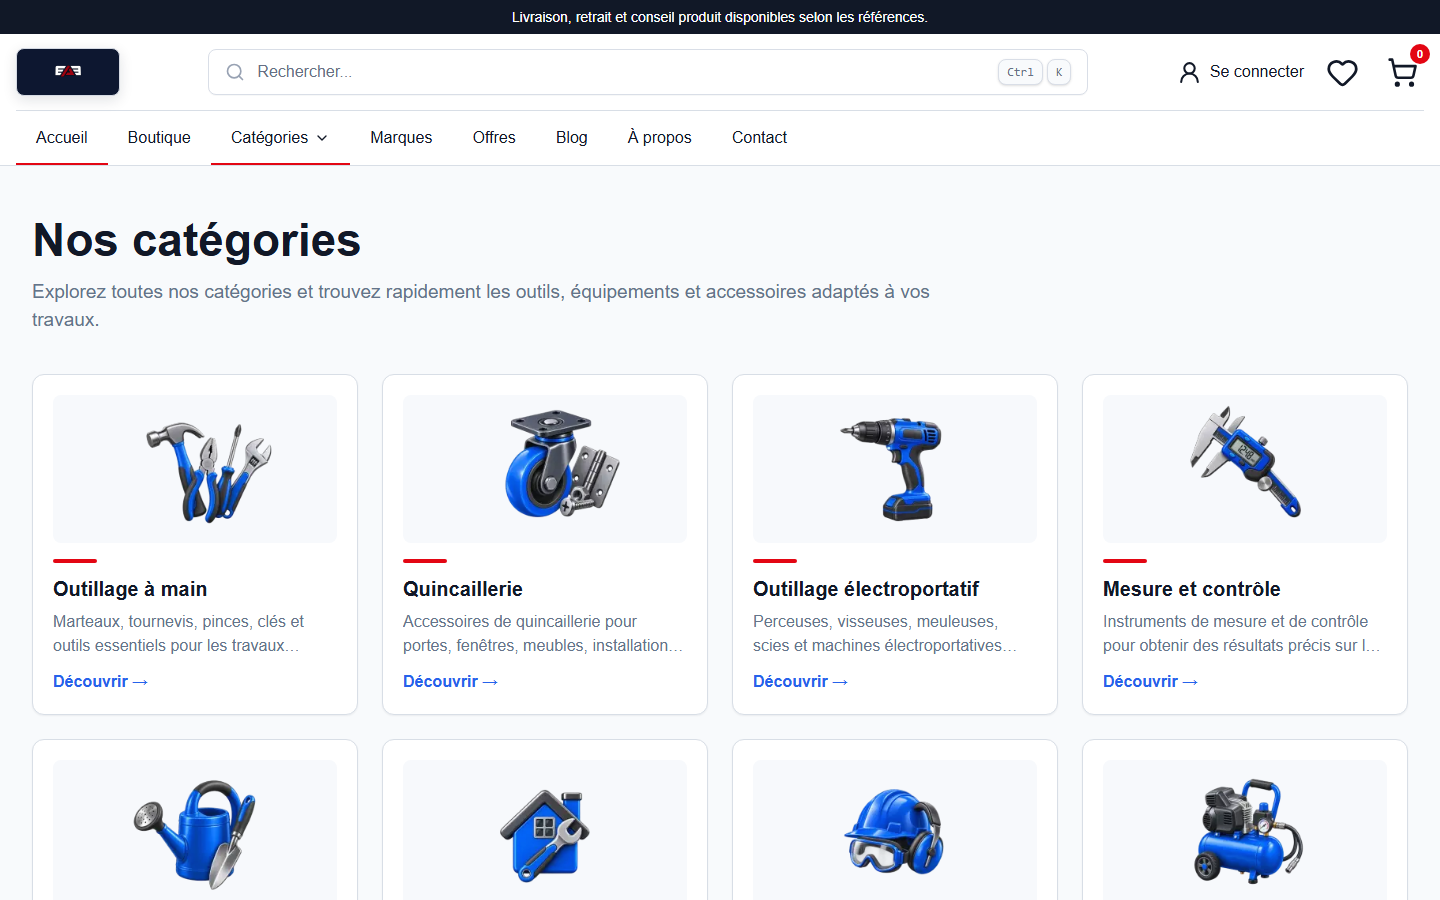 Livraison, retrait et conseil produit disponibles selon les références.
Rechercher...
Ctrl K
Se connecter
0
Accueil
Boutique
Catégories
Marques
Offres
Blog
À propos
Contact
Nos catégories
Explorez toutes nos catégories et trouvez rapidement les outils, équipements et accessoires adaptés à vos
travaux.
Outillage à main
Marteaux, tournevis, pinces, clés et
outils essentiels pour les travaux...
Découvrir →
Quincaillerie
Accessoires de quincaillerie pour
portes, fenêtres, meubles, installation...
Découvrir →
Outillage électroportatif
Perceuses, visseuses, meuleuses,
scies et machines électroportatives...
Découvrir →
Mesure et contrôle
Instruments de mesure et de contrôle
pour obtenir des résultats précis sur l...
Découvrir →